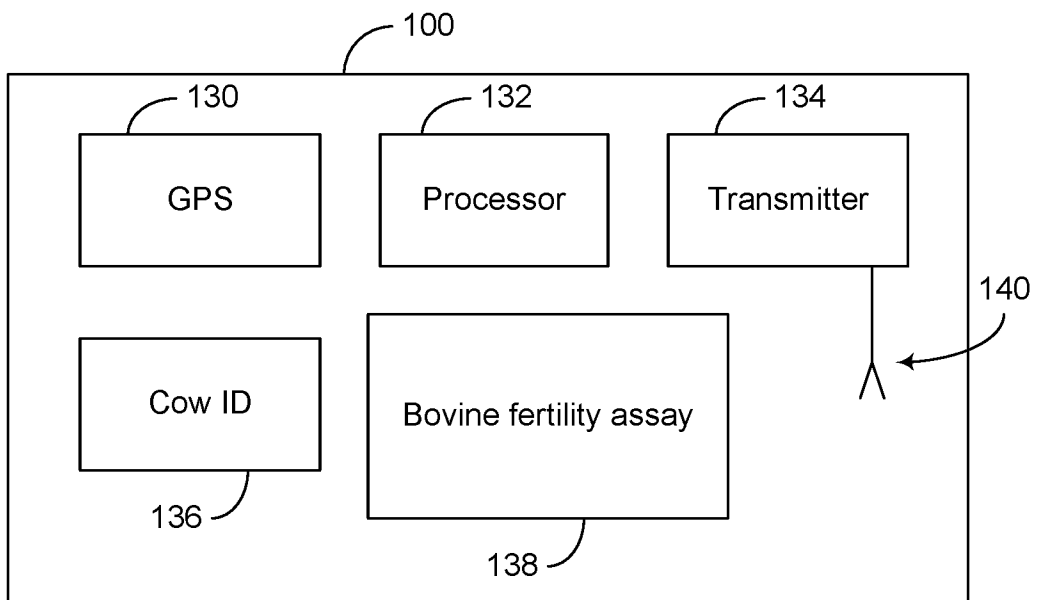 100
130
132
134
GPS
Processor
Transmitter
140
Cow ID
Bovine fertility assay
136
138